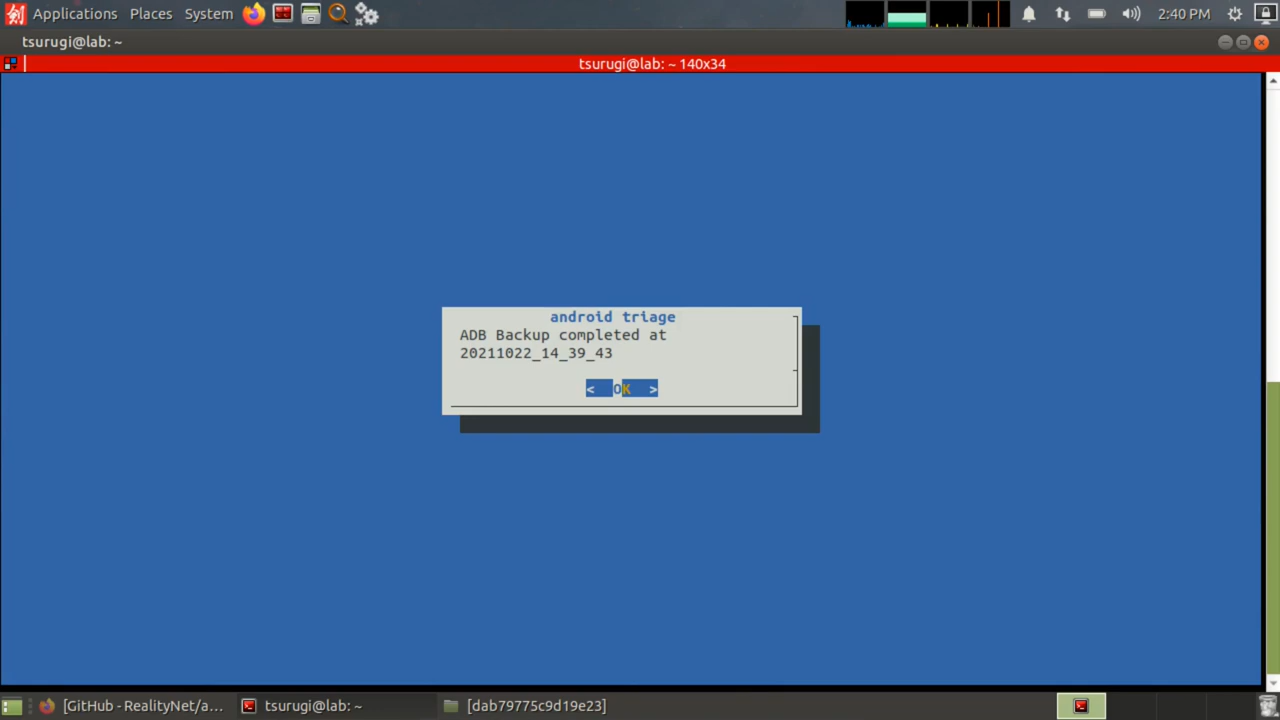 Applications Places System 2:40 PM
tsurugi@lab: ~
tsurugi@lab: ~ 140x34
android triage
ADB Backup completed at
20211022_14_39_43
< OK >
[GitHub - RealityNet/a... tsurugi@lab: ~ [dab79775c9d19e23]